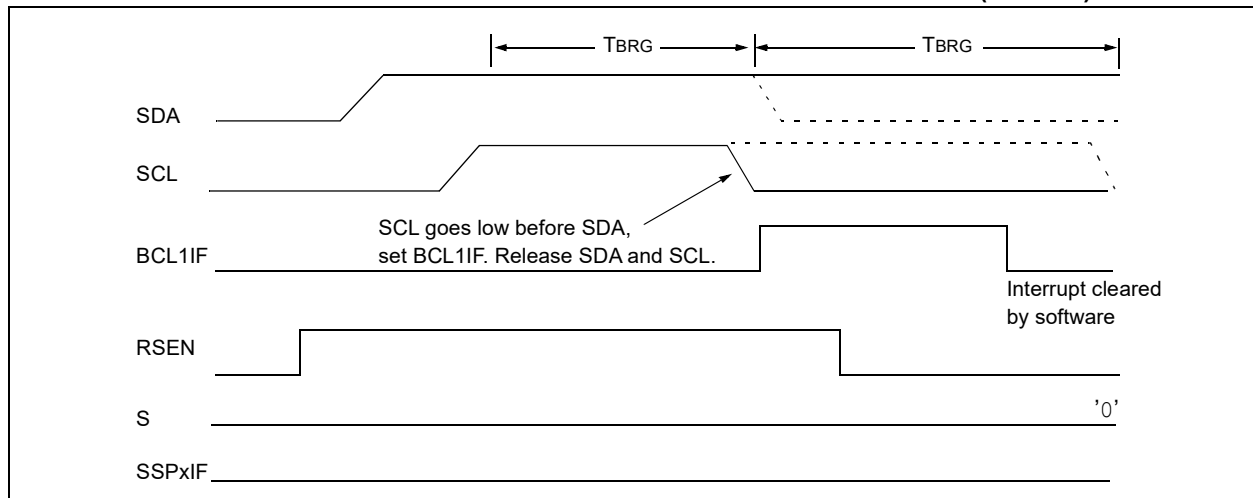 TBRG TBRG
SDA
SCL
SCL goes low before SDA,
set BCL1IF. Release SDA and SCL.
BCL1IF
Interrupt cleared
by software
RSEN
'0'
S
SSPxIF